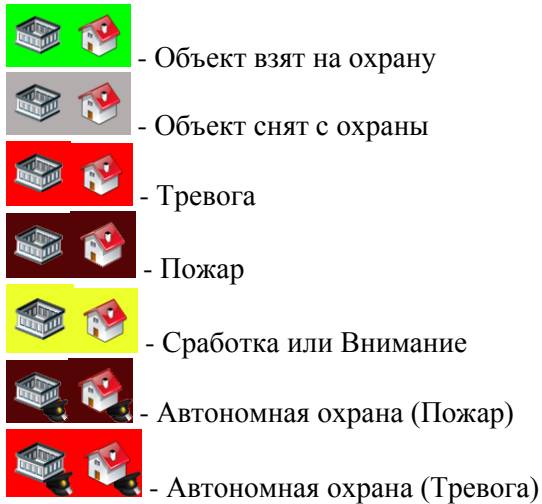 - Объект взят на охрану
- Объект снят с охраны
- Тревога
- Пожар
- Сработка или Внимание
- Автономная охрана (Пожар)
- Автономная охрана (Тревога)